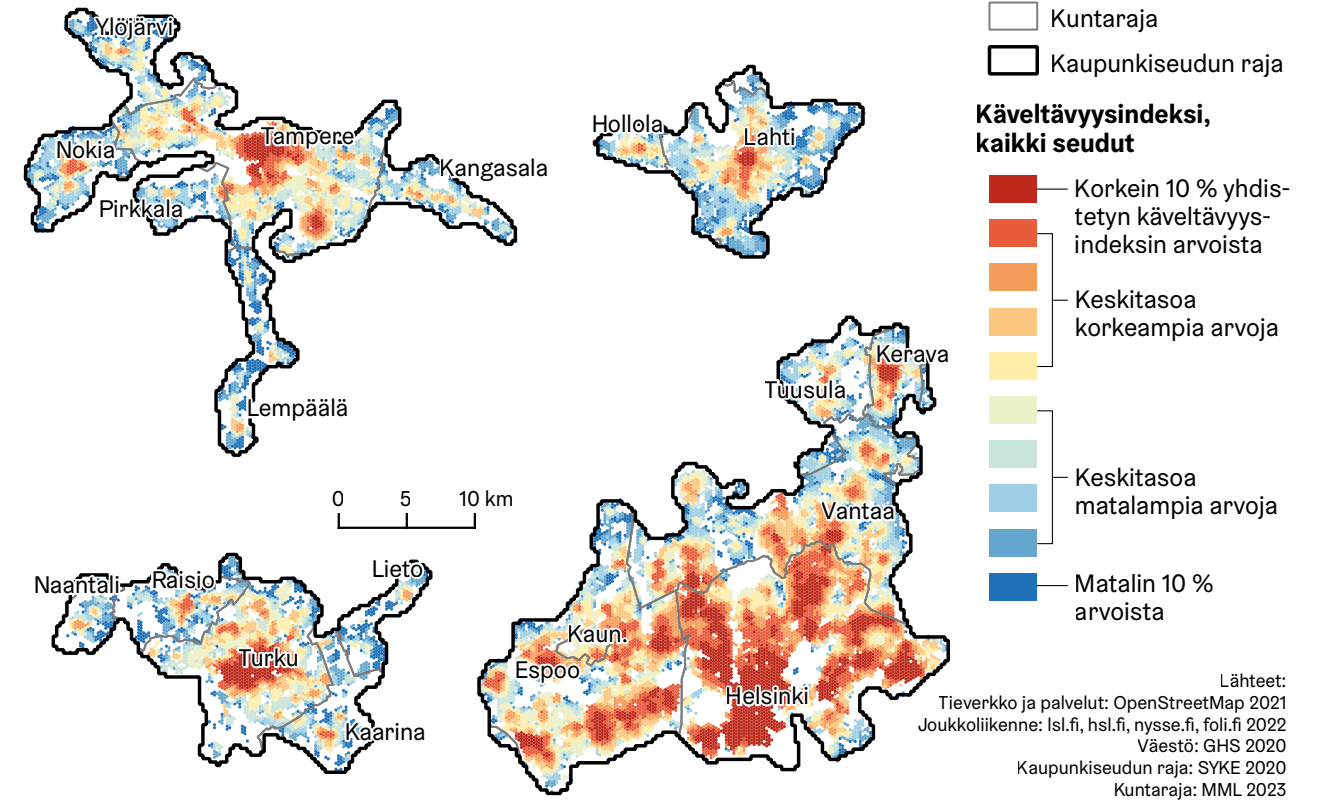 Ylöjärvi
Tampere
Nokia
Kangasala
Pirkkala
Lempäälä
Hollola
Lahti
Kuntaraja
Kaupunkiseudun raja
Käveltävyysindeksi,
kaikki seudut
Korkein 10 % yhdis-
tetyn käveltävyys-
indeksin arvoista
Keskitasoa
korkeampia arvoja
Keskitasoa
matalampia arvoja
Matalin 10 %
arvoista
0 5 10 km
Kerava
Tuusula
Vantaa
Kaun.
Espoo
Helsinki
Naantali
Raisio
Lieto
Turku
Kaarina
Lähteet:
Tieverkko ja palvelut: OpenStreetMap 2021
Joukkoliikenne: lsl.fi, hsl.fi, nysse.fi, foli.fi 2022
Väestö: GHS 2020
Kaupunkiseudun raja: SYKE 2020
Kuntaraja: MML 2023